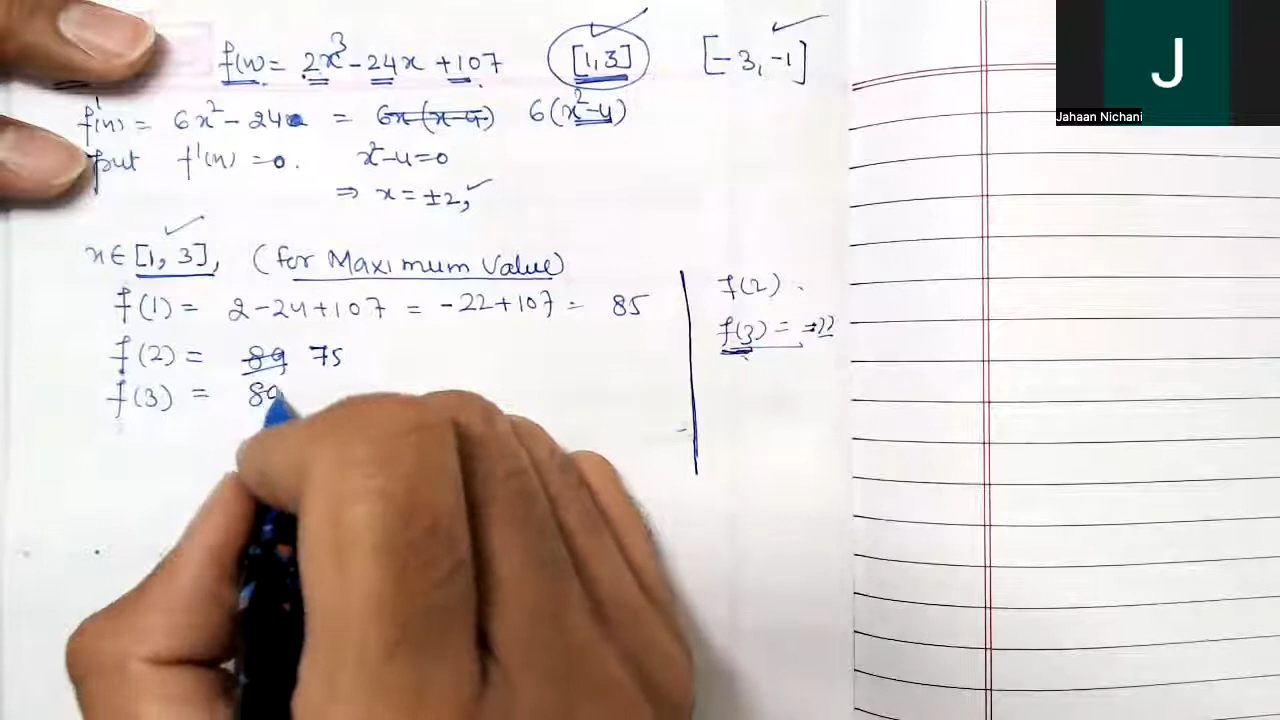 f(x) = 2x³ - 24x + 107 [1, 3] [-3, -1]
f'(x) = 6x² - 24 = 6x(x-4) 6(x²-4)
put f'(x) = 0. x²-4=0
⇒ x = ±2,
x ∈ [1, 3], (for Maximum Value)
f(1) = 2-24+107 = -22+107 = 85
f(2) = 89 75
f(3) = 89
f(2)
f(3) =
J
Jahaan Nichani